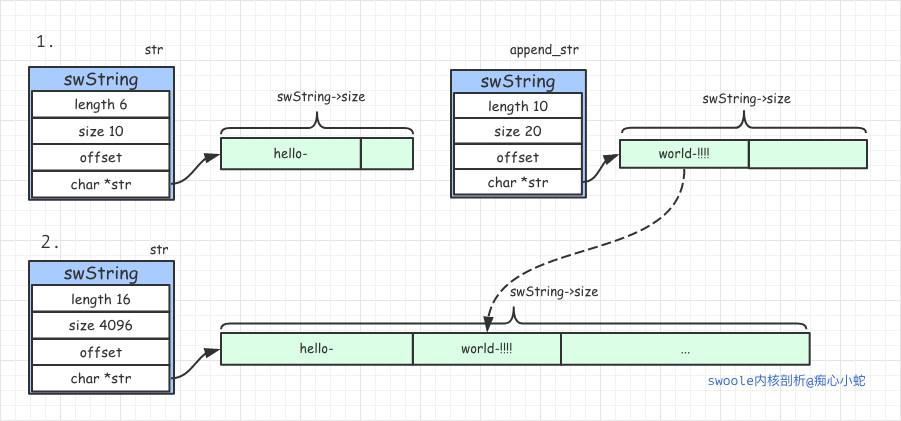 1.
str
swString
length 6
size 10
offset
char *str
swString->size
hello-
append_str
swString
length 10
size 20
offset
char *str
swString->size
world-!!!!
2.
str
swString
length 16
size 4096
offset
char *str
swString->size
hello-
world-!!!!
...
swoole内核剖析@痴心小蛇